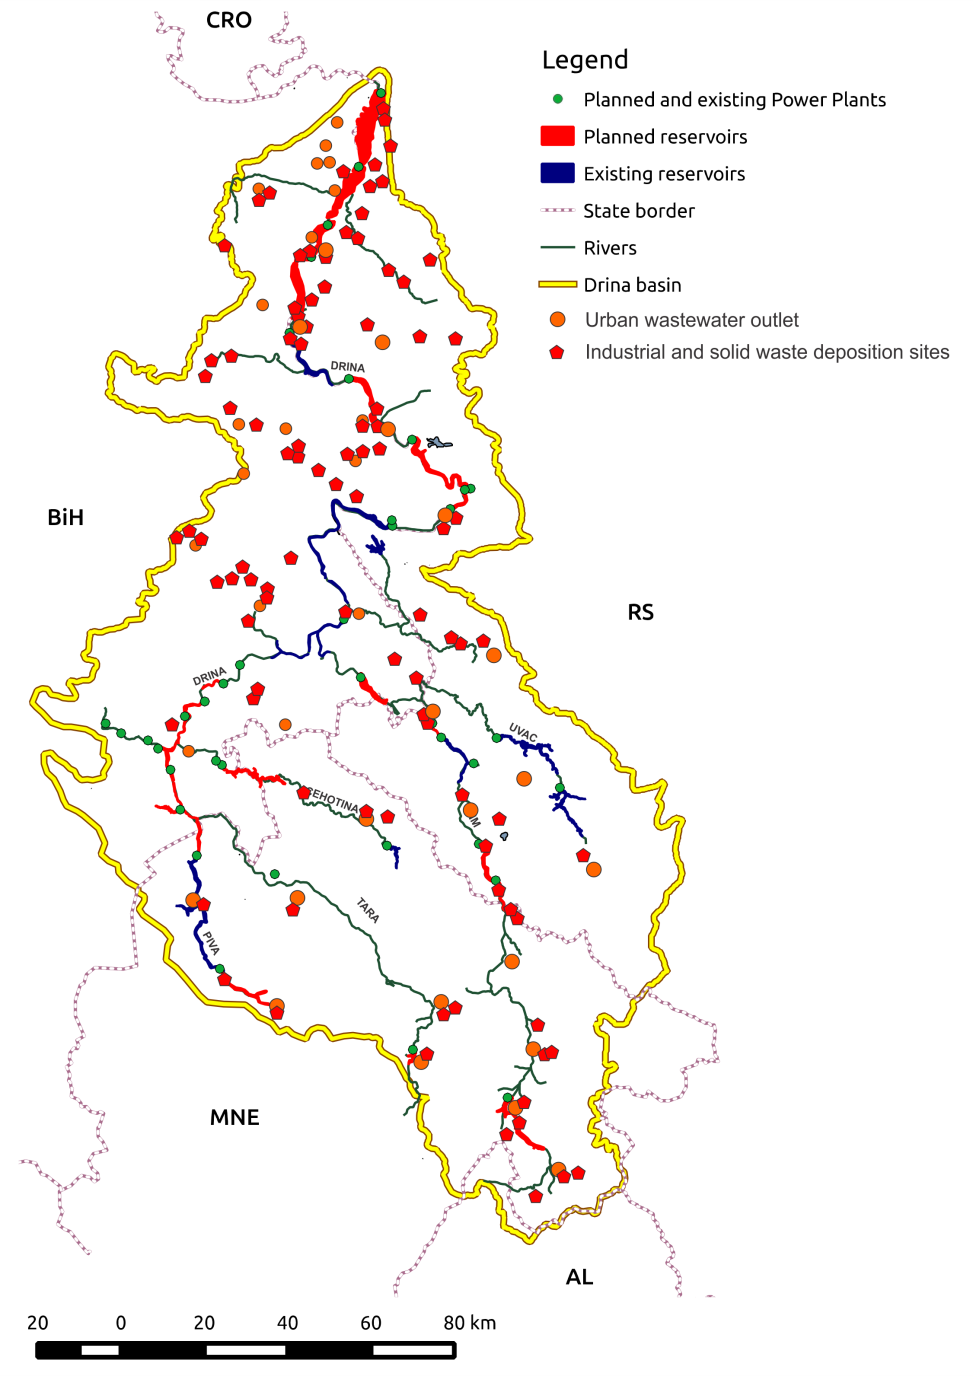 CRO
Legend
Planned and existing Power Plants
Planned reservoirs
Existing reservoirs
State border
Rivers
Drina basin
Urban wastewater outlet
Industrial and solid waste deposition sites
DRINA
BiH
RS
DRINA
UVAC
CEHOTINA
TARA
PIVA
MNE
AL
20 0 20 40 60 80 km